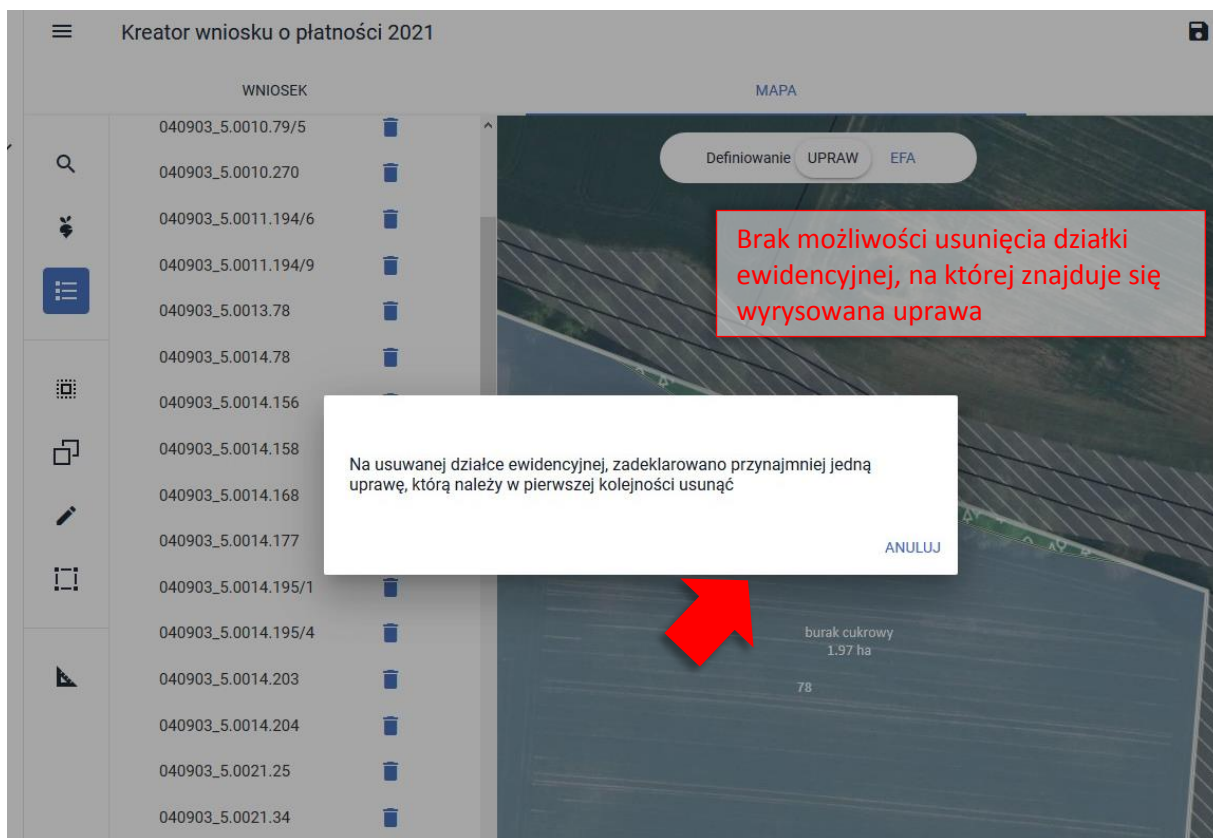 Kreator wniosku o płatności 2021
WNIOSEK
MAPA
040903_5.0010.79/5
040903_5.0010.270
040903_5.0011.194/6
040903_5.0011.194/9
040903_5.0013.78
040903_5.0014.78
040903_5.0014.156
040903_5.0014.158
040903_5.0014.168
040903_5.0014.177
040903_5.0014.195/1
040903_5.0014.195/4
040903_5.0014.203
040903_5.0014.204
040903_5.0021.25
040903_5.0021.34
Definiowanie UPRAW EFA
Brak możliwości usunięcia działki
ewidencyjnej, na której znajduje się
wyrysowana uprawa
Na usuwanej działce ewidencyjnej, zadeklarowano przynajmniej jedną
uprawę, którą należy w pierwszej kolejności usunąć
ANULUJ
burak cukrowy
1.97 ha
78